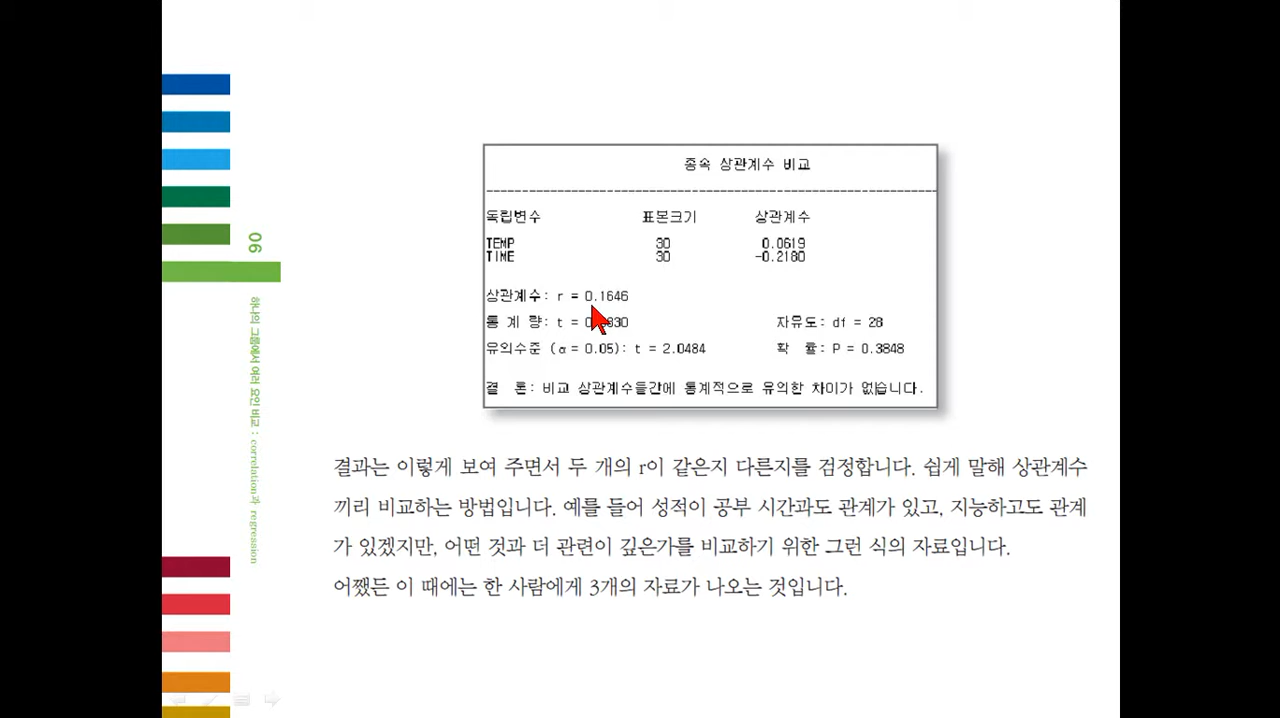 종속 상관계수 비교
독립변수 표본크기 상관계수
TEMP 30 0.0619
TIME 30 -0.2180
상관계수: r = 0.1646
통 계 량: t = 자유도: df = 28
유의수준 (α = 0.05): t = 2.0484 확 률: P = 0.3848
결 론: 비교 상관계수들간에 통계적으로 유의한 차이가 없습니다.
90
하나의 그룹에서 여러 요인 비교 : correlation과 regression
결과는 이렇게 보여 주면서 두 개의 r이 같은지 다른지를 검정합니다. 쉽게 말해 상관계수
끼리 비교하는 방법입니다. 예를 들어 성적이 공부 시간과도 관계가 있고, 지능하고도 관계
가 있겠지만, 어떤 것과 더 관련이 깊은가를 비교하기 위한 그런 식의 자료입니다.
어쨌든 이 때에는 한 사람에게 3개의 자료가 나오는 것입니다.